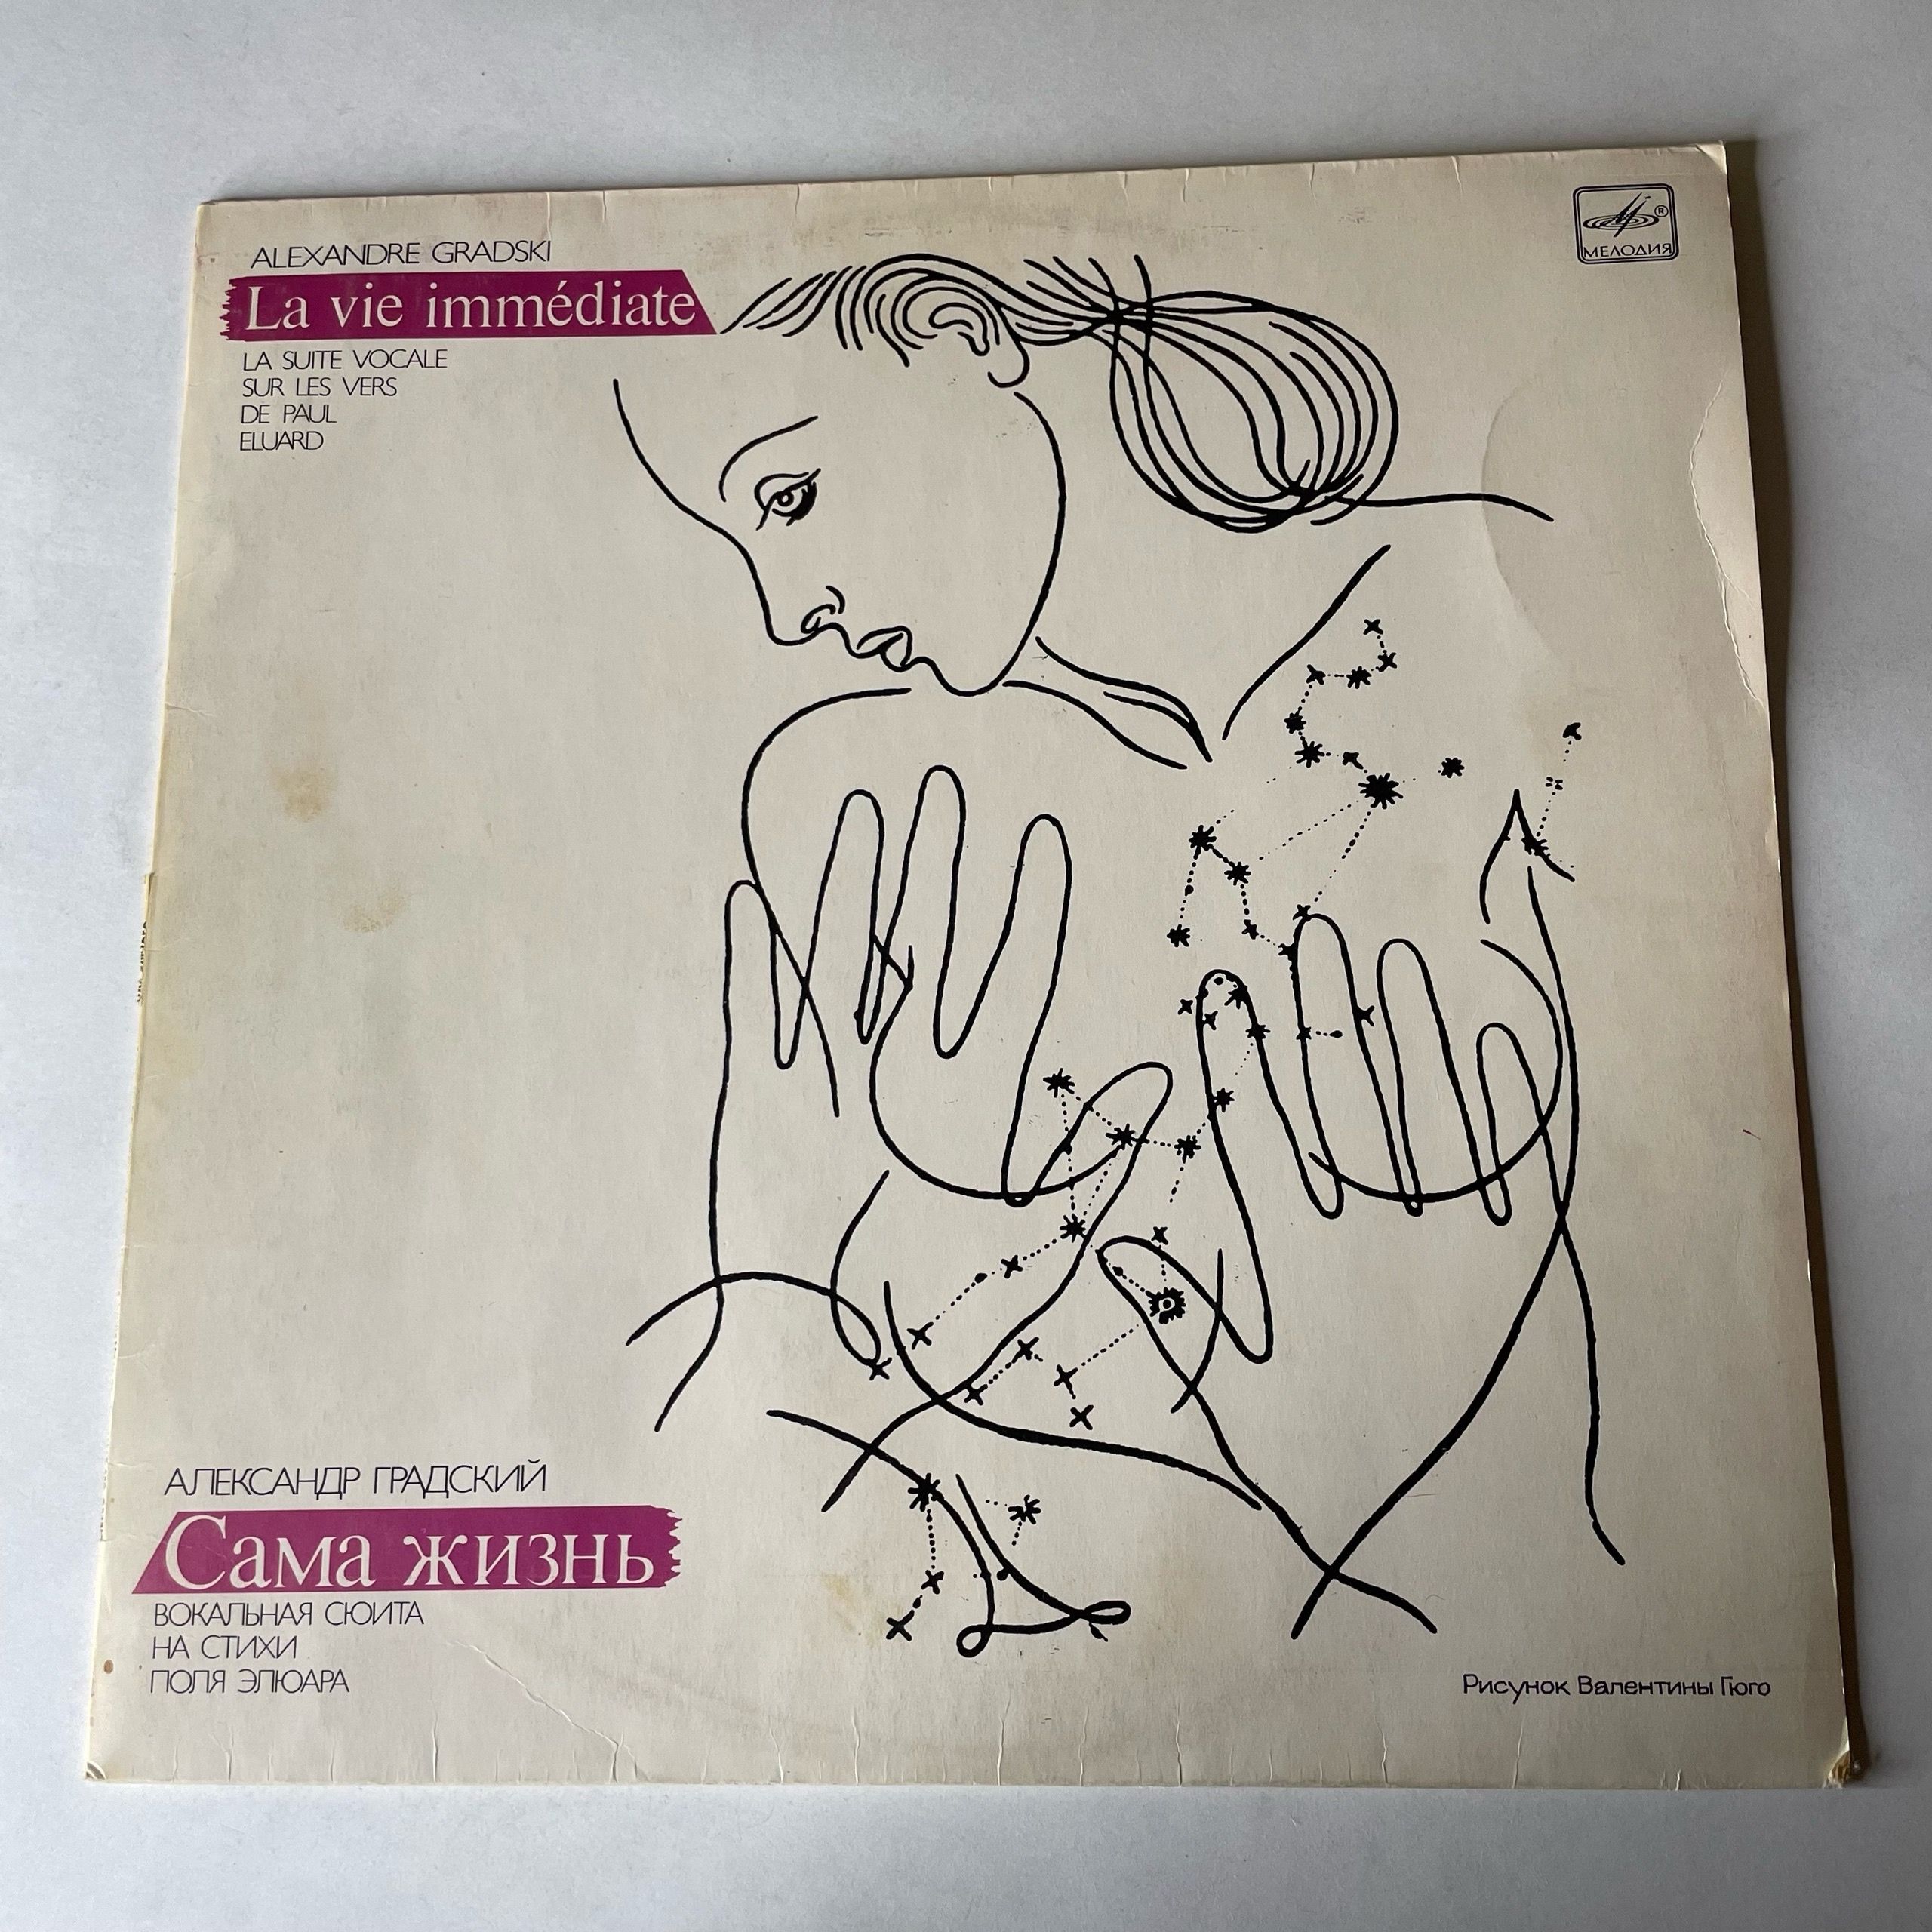 ALEXANDRE GRADSKI
La vie immédiate
LA SUITE VOCALE
SUR LES VERS
DE PAUL
ELUARD
МЕЛОДИЯ
АЛЕКСАНДР ГРАДСКИЙ
Сама жизнь
ВОКАЛЬНАЯ СЮИТА
НА СТИХИ
ПОЛЯ ЭЛЮАРА
Рисунок Валентины Гюго